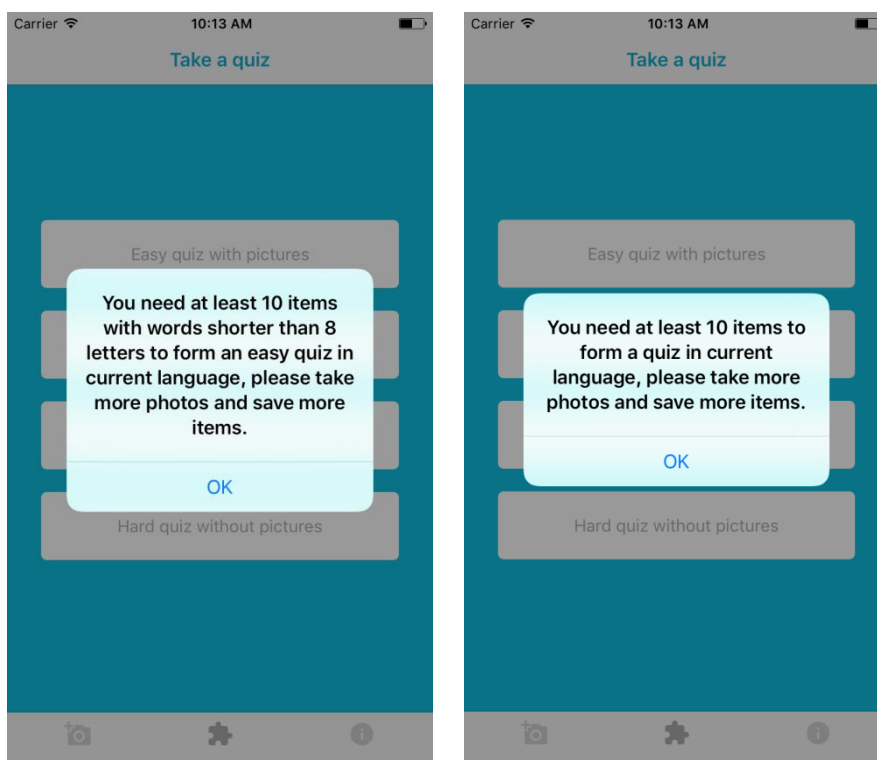 Carrier
10:13 AM
Take a quiz
Easy quiz with pictures
You need at least 10 items
with words shorter than 8
letters to form an easy quiz in
current language, please take
more photos and save more
items.
OK
Hard quiz without pictures
Carrier
10:13 AM
Take a quiz
Easy quiz with pictures
You need at least 10 items to
form a quiz in current
language, please take more
photos and save more items.
OK
Hard quiz without pictures